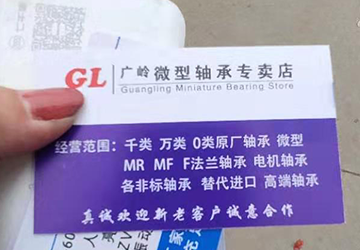 GL 广岭微型轴承专卖店
Guangling Miniature Bearing Store
经营范围：千类 万类 0类原厂轴承 微型
MR MF F法兰轴承 电机轴承
各非标轴承 替代进口 高端轴承
真诚欢迎新老客户诚意合作